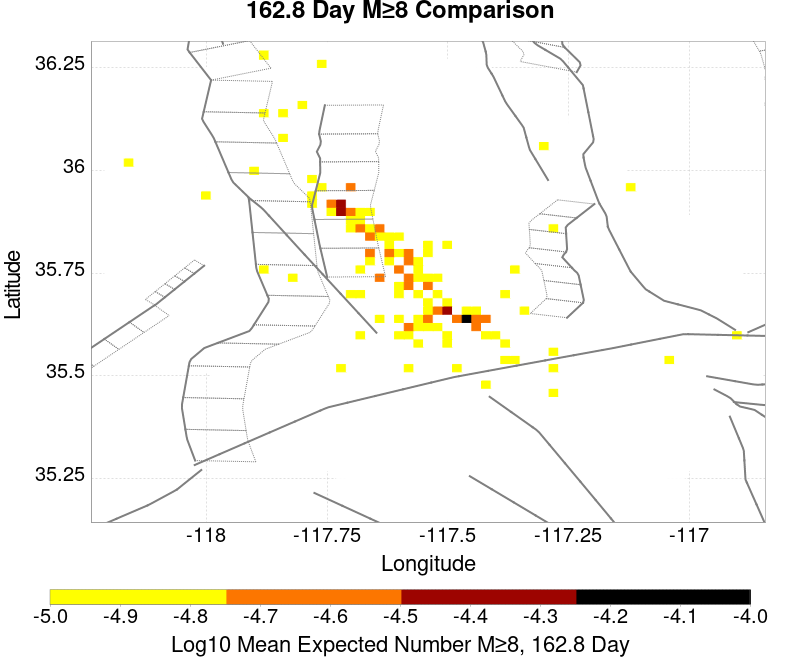 162.8 Day M≥8 Comparison
36.25
36
35.75
35.5
35.25
Latitude
-118 -117.75 -117.5 -117.25 -117
Longitude
-5.0 -4.9 -4.8 -4.7 -4.6 -4.5 -4.4 -4.3 -4.2 -4.1 -4.0
Log10 Mean Expected Number M≥8, 162.8 Day